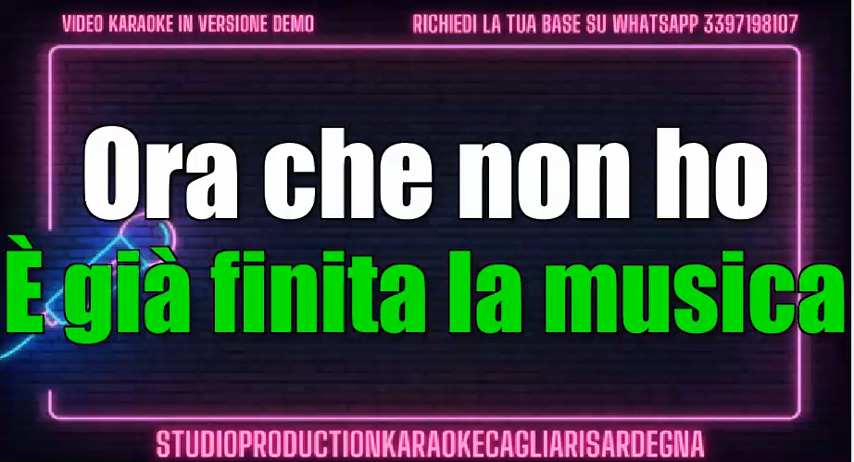 VIDEO KARAOKE IN VERSIONE DEMO
RICHIEDI LA TUA BASE SU WHATSAPP 3397198107
Ora che non ho
È già finita la musica
STUDIOPRODUCTIONKARAOKECAGLIARISARDEGNA